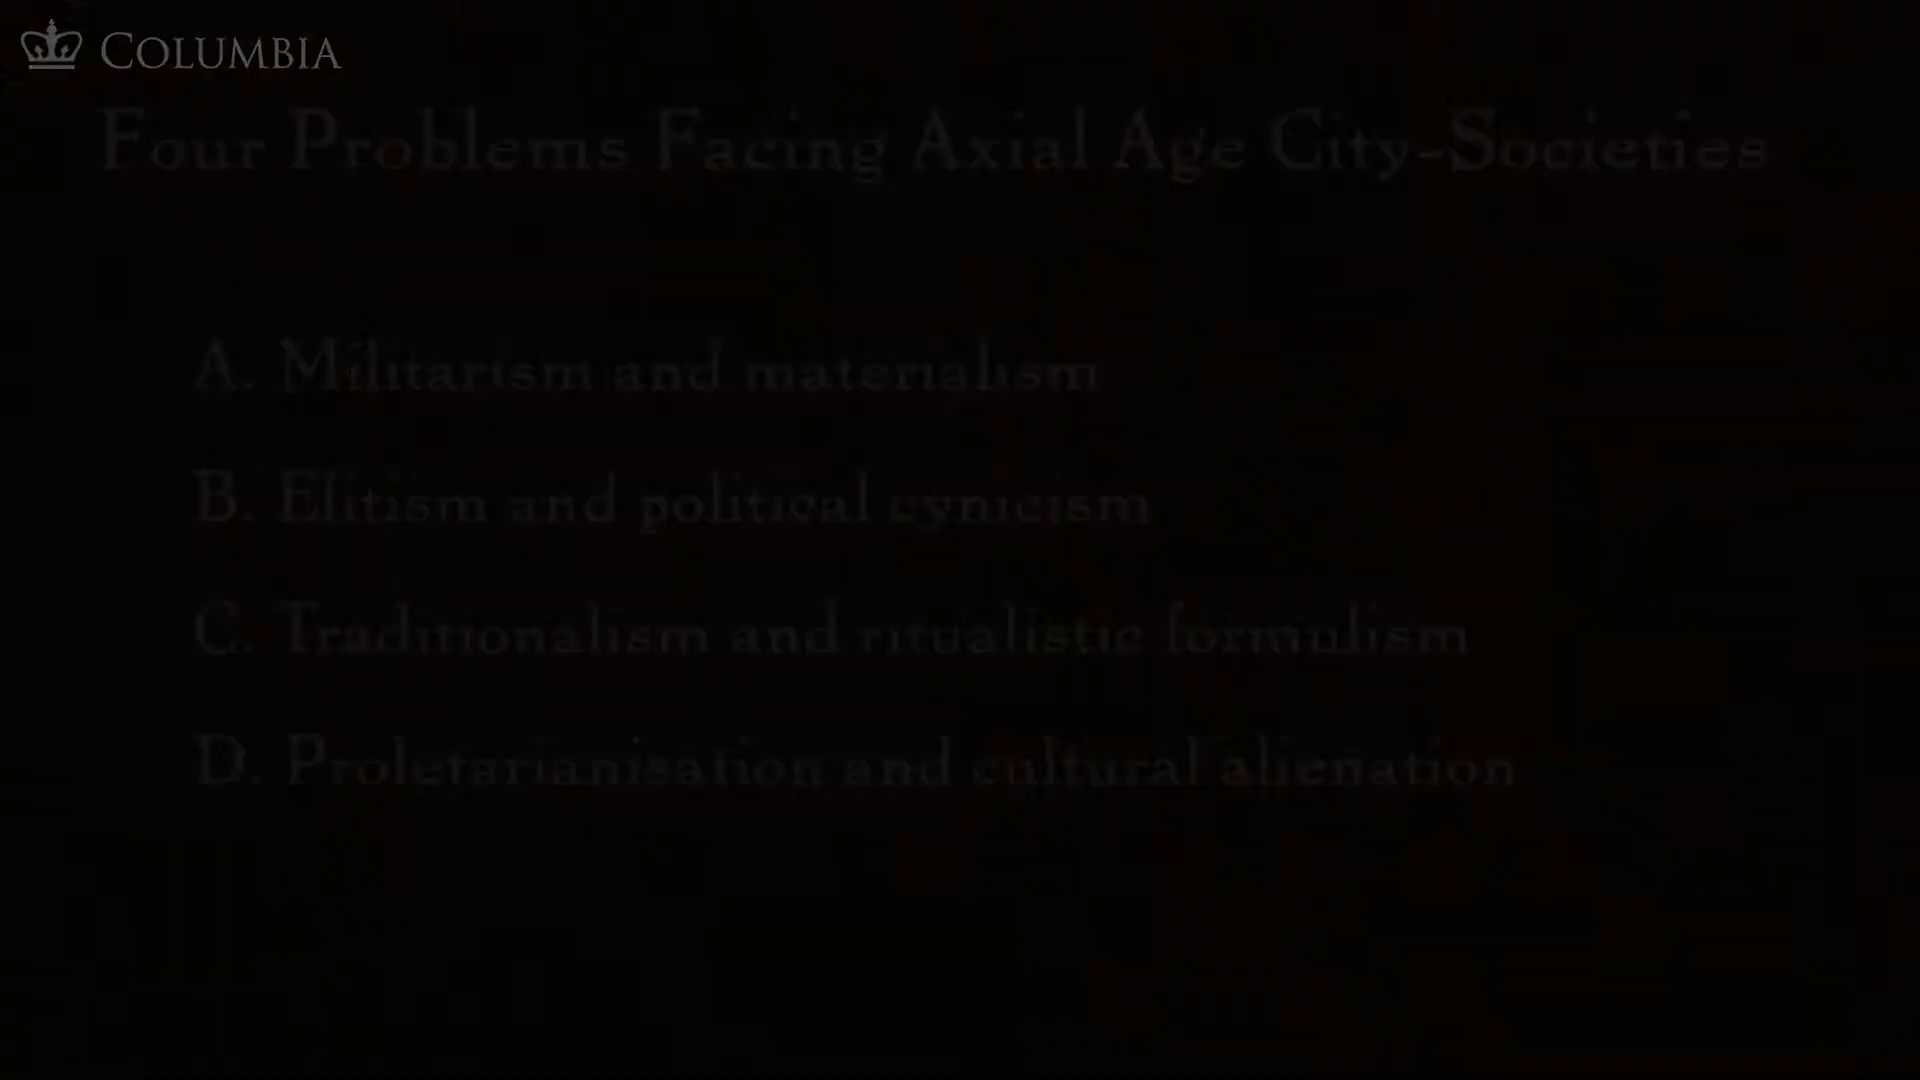 COLUMBIA
Four Problems Facing Axial Age City-Societies
A. Militarism and materialism
B. Elitism and political cynicism
C. Traditionalism and ritualistic formulism
D. Proletarianisation and cultural alienation